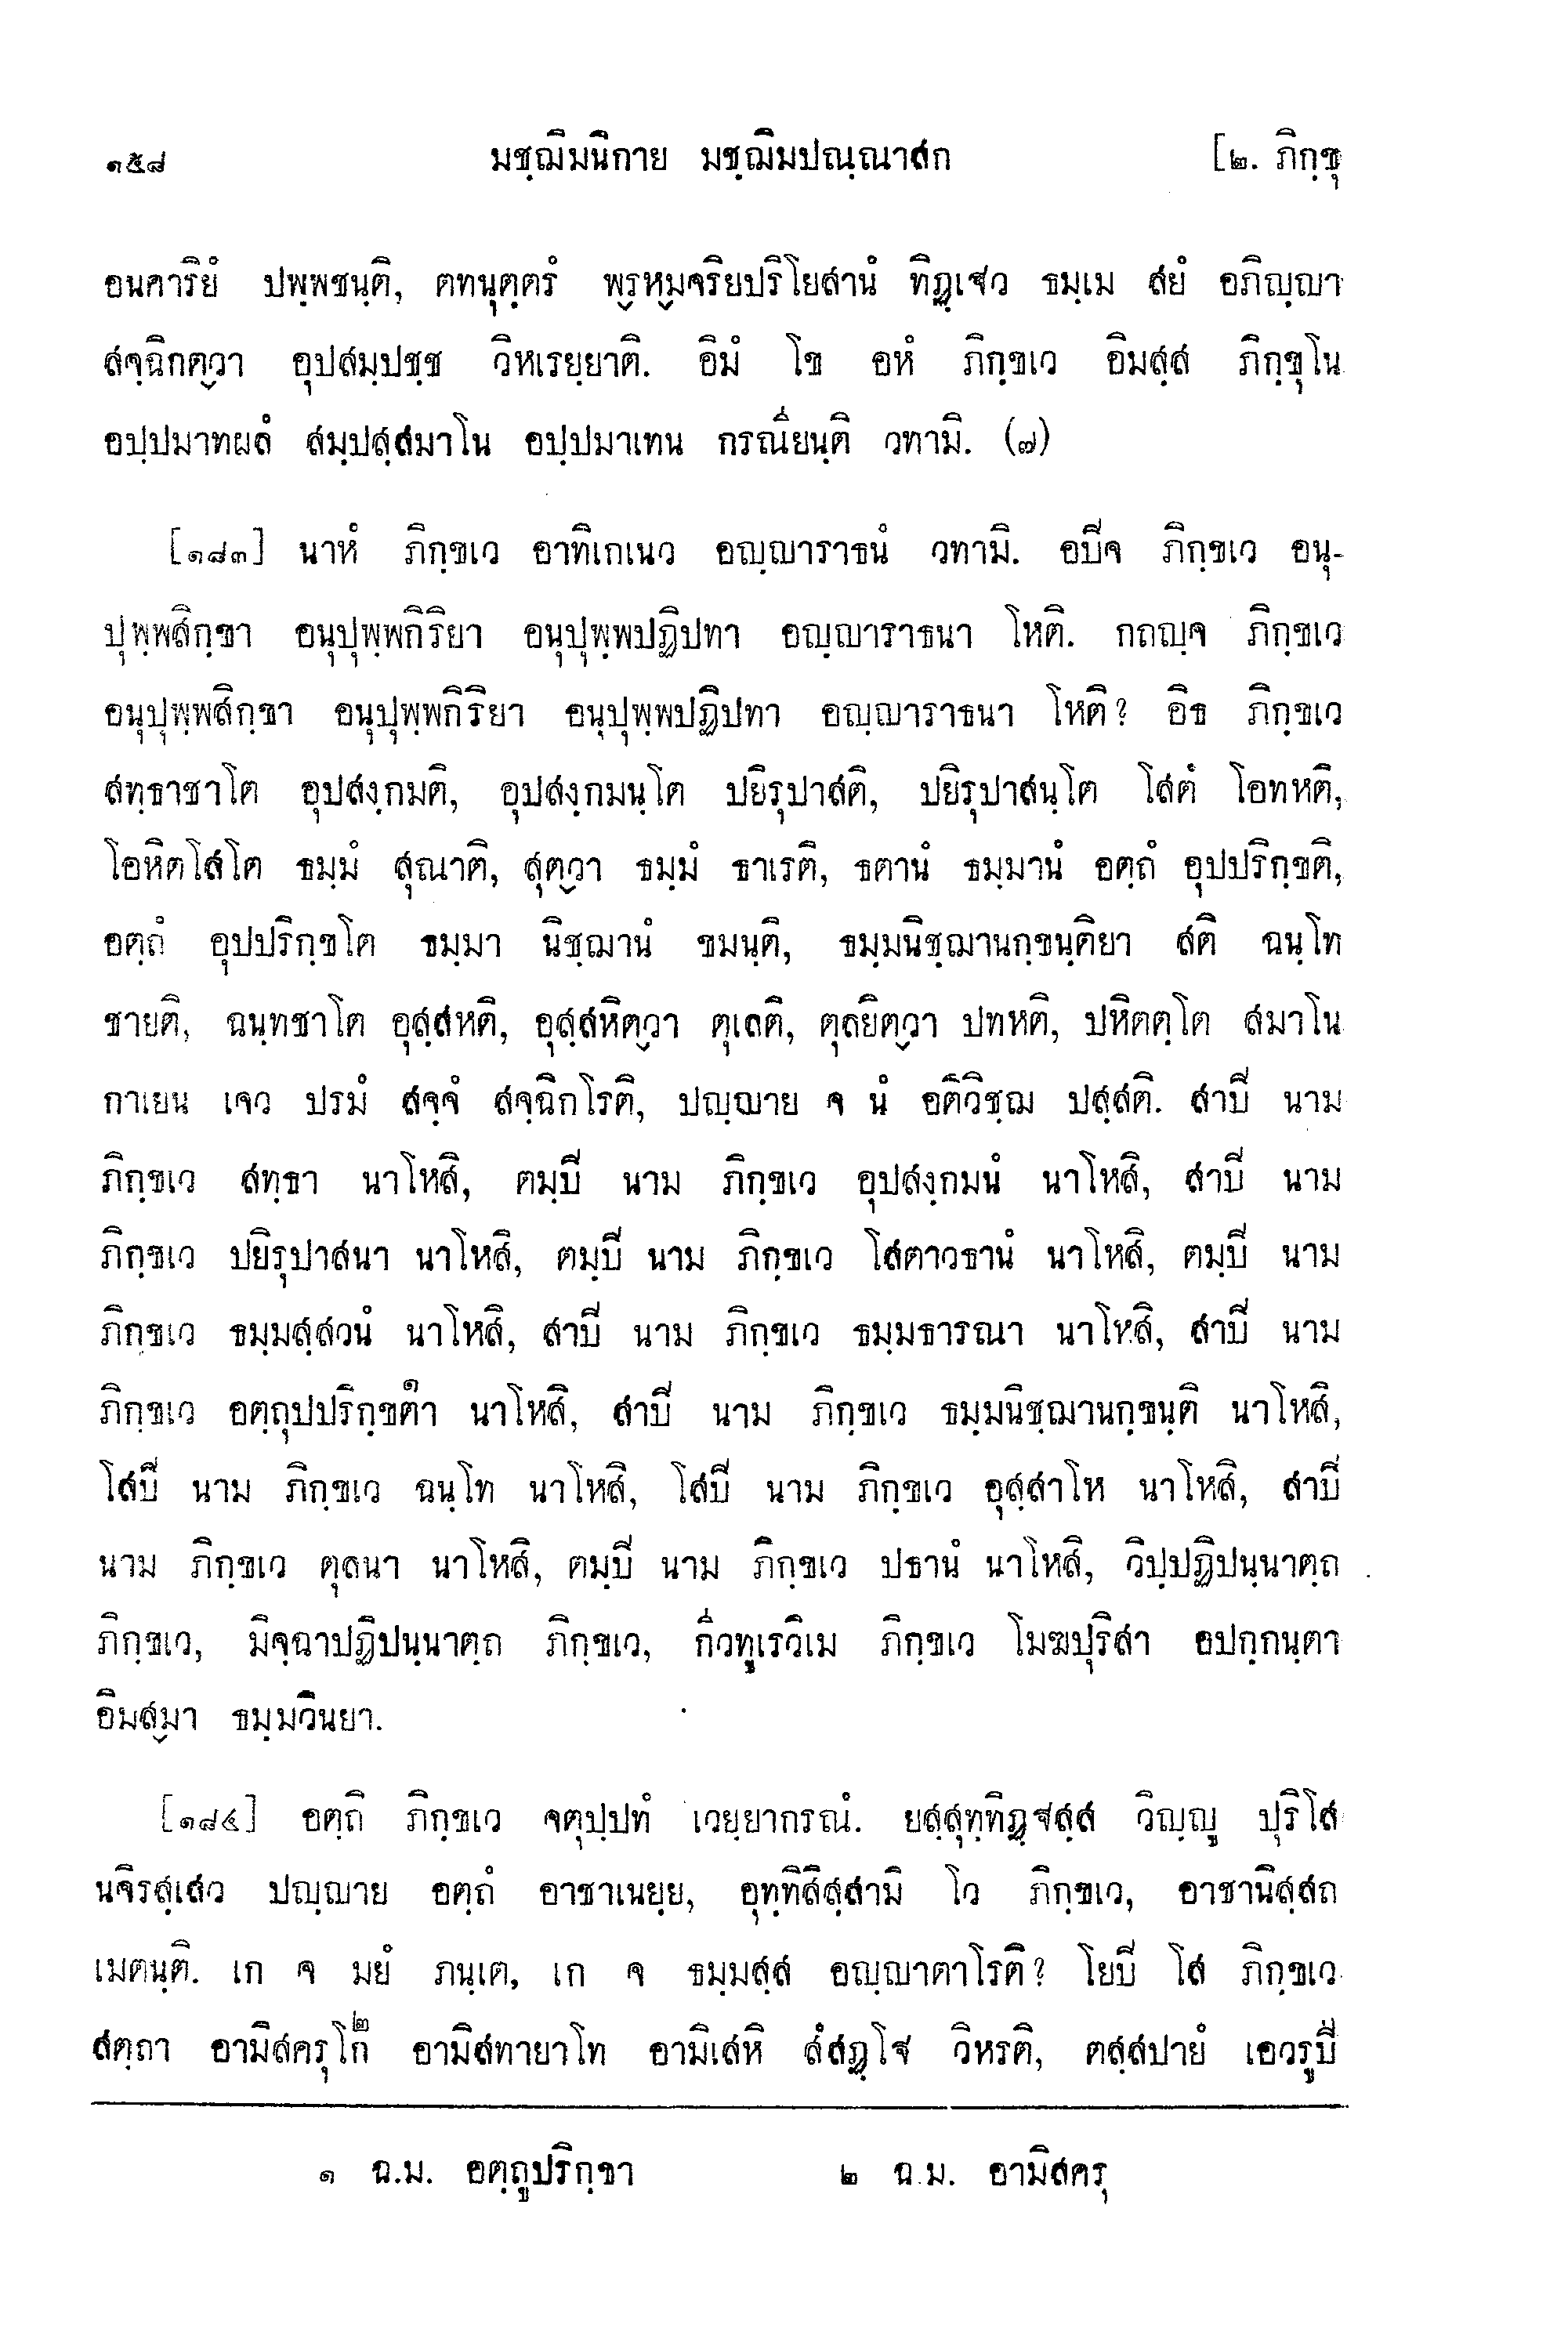 ๑๕๘ มชฺฌิมนิกาย มชฺฌิมปณฺณาสก [๒. ภิกฺขุ
อนคาริยํ ปพฺพชนฺติ, ตทนุตฺตรํ พฺรหฺมจริยปริโยสานํ ทิฏฺเฐว ธมฺเม สยํ อภิญฺญา
สจฺฉิกตฺวา อุปสมฺปชฺช วิหเรยฺยาติ. อิมํ โข อหํ ภิกฺขเว อิมสฺส ภิกฺขุโน
อปฺปมาทผลํ สมฺปสฺสมาโน อปฺปมาเทน กรณียนฺติ วทามิ. (๗)
[๑๘๓] นาหํ ภิกฺขเว อาทิเกเนว อญฺญาราธนํ วทามิ. อปิจ ภิกฺขเว อนุ-
ปุพฺพสิกฺขา อนุปุพฺพกิริยา อนุปุพฺพปฏิปทา อญฺญาราธนา โหติ. กถญฺจ ภิกฺขเว
อนุปุพฺพสิกฺขา อนุปุพฺพกิริยา อนุปุพฺพปฏิปทา อญฺญาราธนา โหติ? อิธ ภิกฺขเว
สทฺธาชาโต อุปสงฺกมติ, อุปสงฺกมนฺโต ปยิรุปาสติ, ปยิรุปาสนฺโต โสตํ โอทหติ,
โอหิตโสโต ธมฺมํ สุณาติ, สุตฺวา ธมฺมํ ธาเรติ, ธตานํ ธมฺมานํ อตฺถํ อุปปริกฺขติ,
อตฺถํ อุปปริกฺขโต ธมฺมา นิชฺฌานํ ขมนฺติ, ธมฺมนิชฺฌานกฺขนฺติยา สติ ฉนฺโท
ชายติ, ฉนฺทชาโต อุสฺสหติ, อุสฺสหิตฺวา ตุเลติ, ตุลยิตฺวา ปทหติ, ปหิตตฺโต สมาโน
กาเยน เจว ปรมํ สจฺจํ สจฺฉิกโรติ, ปญฺญาย จ นํ อติวิชฺฌ ปสฺสติ. สาปิ นาม
ภิกฺขเว สทฺธา นาโหสิ, ตมฺปิ นาม ภิกฺขเว อุปสงฺกมนํ นาโหสิ, สาปิ นาม
ภิกฺขเว ปยิรุปาสนา นาโหสิ, ตมฺปิ นาม ภิกฺขเว โสตาวธานํ นาโหสิ, ตมฺปิ นาม
ภิกฺขเว ธมฺมสฺสวนํ นาโหสิ, สาปิ นาม ภิกฺขเว ธมฺมธารณา นาโหสิ, สาปิ นาม
ภิกฺขเว อตฺถุปปริกฺขตา๑ นาโหสิ, สาปิ นาม ภิกฺขเว ธมฺมนิชฺฌานกฺขนฺติ นาโหสิ,
โสปิ นาม ภิกฺขเว ฉนฺโท นาโหสิ, โสปิ นาม ภิกฺขเว อุสฺสาโห นาโหสิ, สาปิ
นาม ภิกฺขเว ตุลนา นาโหสิ, ตมฺปิ นาม ภิกฺขเว ปธานํ นาโหสิ, วิปฺปฏิปนฺนาตฺถ
ภิกฺขเว, มิจฺฉาปฏิปนฺนาตฺถ ภิกฺขเว, กีวทูเรวิเม ภิกฺขเว โมฆปุริสา อปกฺกนฺตา
อิมสฺมา ธมฺมวินยา.
[๑๘๔] อตฺถิ ภิกฺขเว จตุปฺปทํ เวยฺยากรณํ. ยสฺสุทฺทิฏฺฐสฺส วิญฺญู ปุริโส
นจิรสฺเสว ปญฺญาย อตฺถํ อาชาเนยฺย, อุทฺทิสิสฺสามิ โว ภิกฺขเว, อาชานิสฺสถ
เมตนฺติ. เก จ มยํ ภนฺเต, เก จ ธมฺมสฺส อญฺญาตาโรติ? โยปิ โส ภิกฺขเว
สตฺถา อามิสครุโก๒ อามิสทายาโท อามิเสหิ สํสฏฺโฐ วิหรติ, ตสฺสปายํ เอวรูปี
๑ ฉ.ม. อตฺถูปริกฺขา ๒ ฉ.ม. อามิสครุ